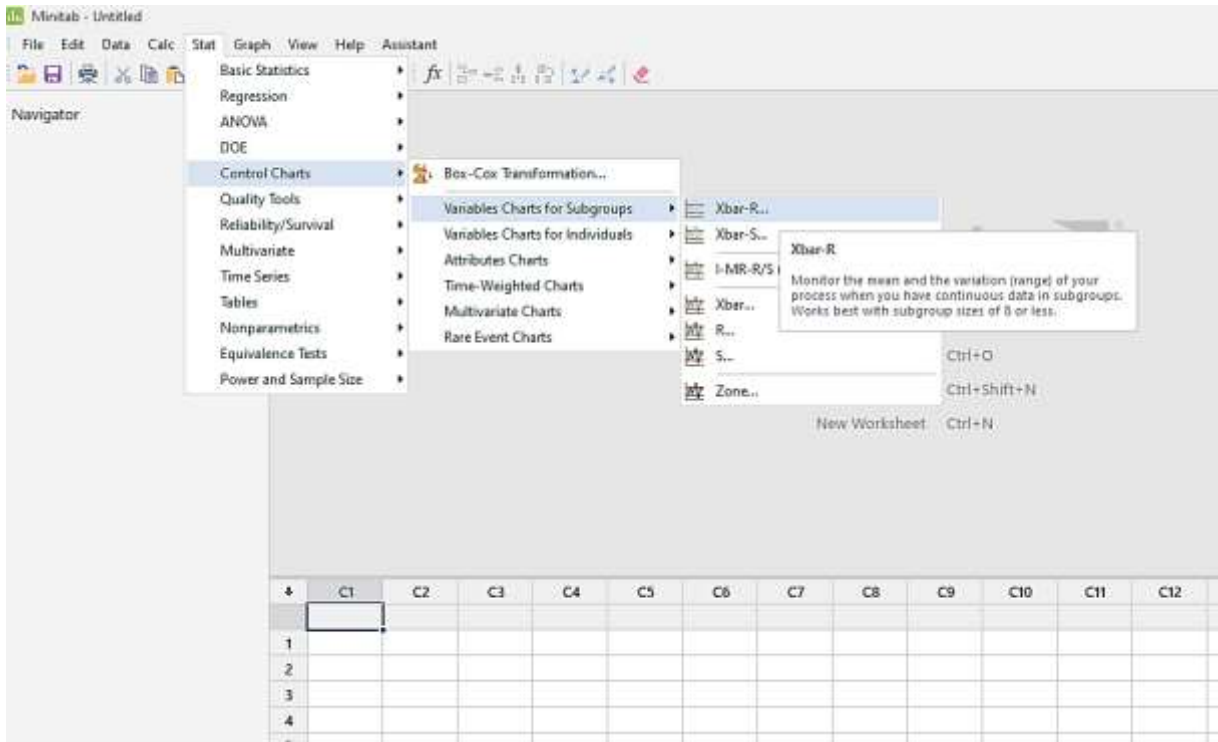 Minitab - Untitled
File Edit Data Calc Stat Graph View Help Assistant
Navigator
Basic Statistics
Regression
ANOVA
DOE
Control Charts
Quality Tools
Reliability/Survival
Multivariate
Time Series
Tables
Nonparametrics
Equivalence Tests
Power and Sample Size
Box-Cox Transformation...
Variables Charts for Subgroups
Variables Charts for Individuals
Attributes Charts
Time-Weighted Charts
Multivariate Charts
Rare Event Charts
Xbar-R...
Xbar-S...
I-MR-R/S
Xbar...
R...
S...
Zone...
Xbar-R
Monitor the mean and the variation (range) of your
process when you have continuous data in subgroups.
Works best with subgroup sizes of 8 or less.
Ctrl+O
Ctrl+Shift+N
New Worksheet Ctrl+N
C1 C2 C3 C4 C5 C6 C7 C8 C9 C10 C11 C12
1
2
3
4